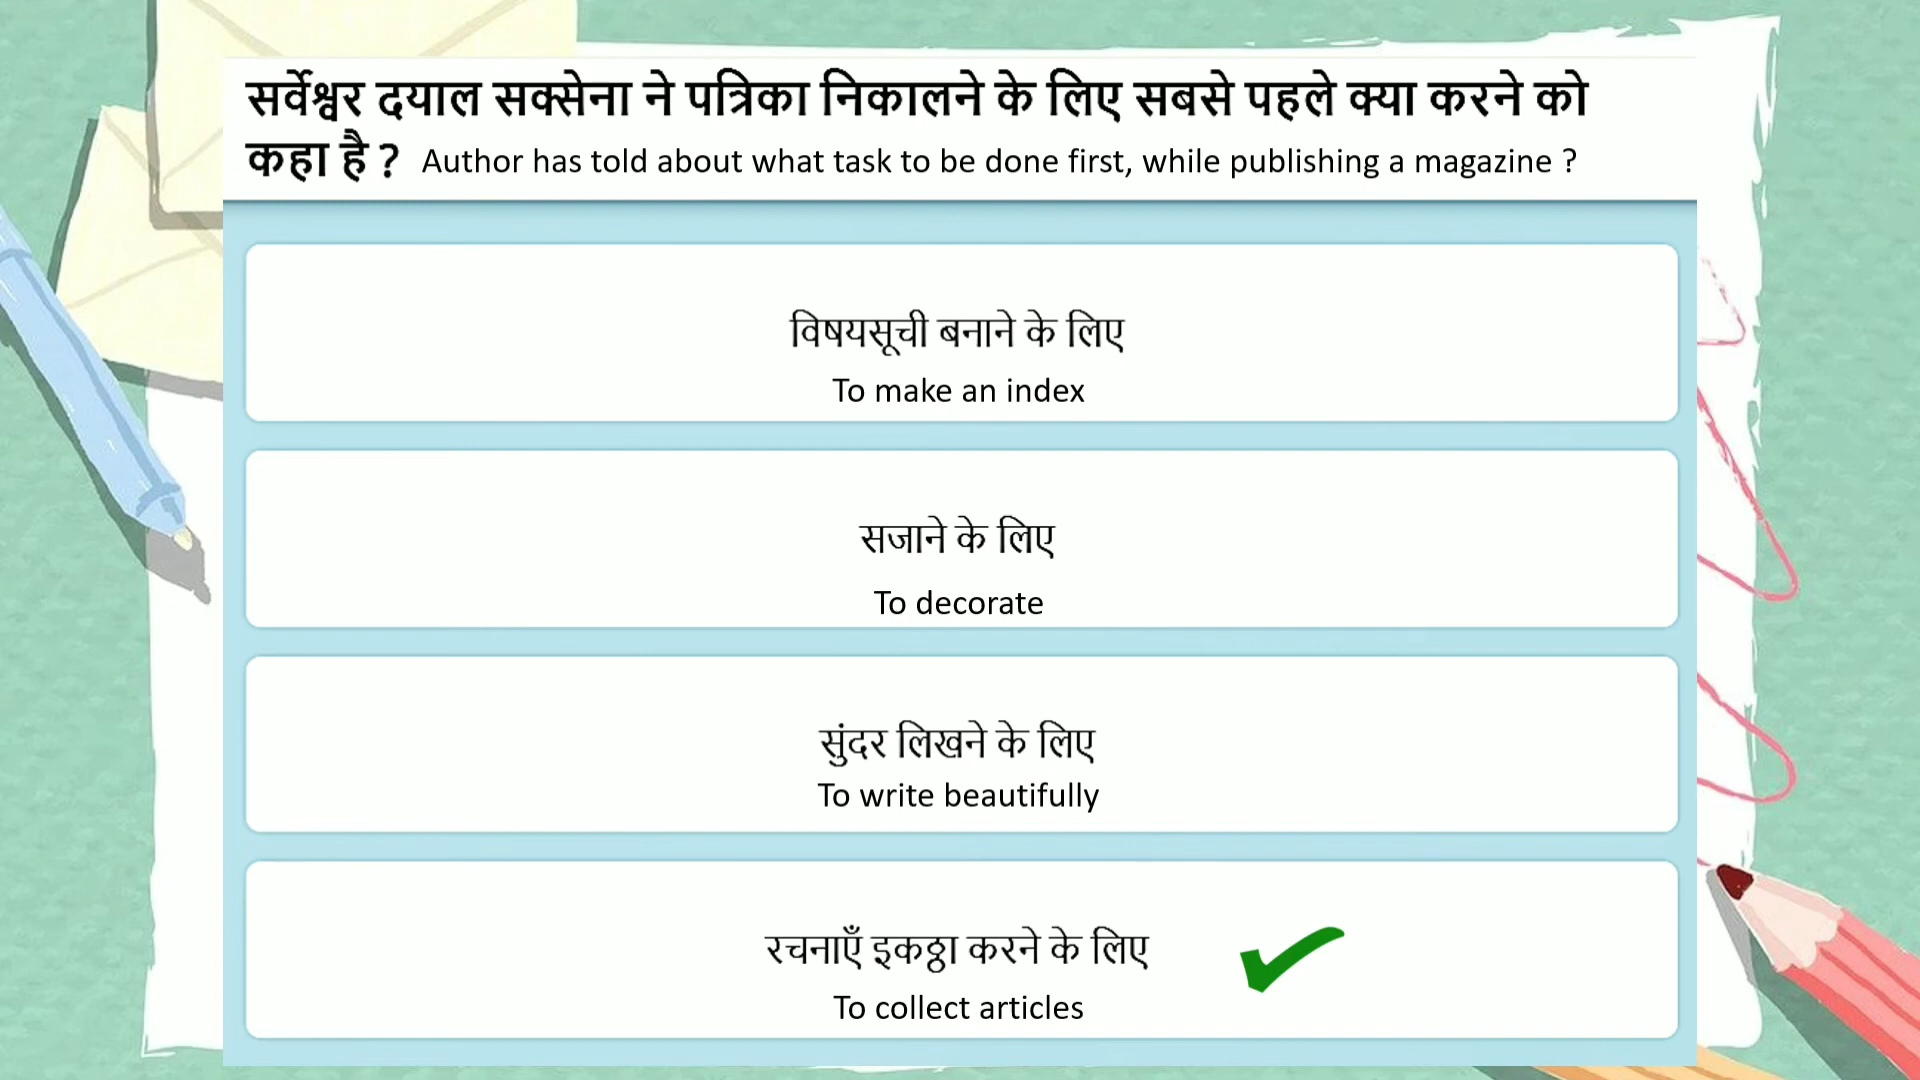 सर्वेश्वर दयाल सक्सेना ने पत्रिका निकालने के लिए सबसे पहले क्या करने को
कहा है ? Author has told about what task to be done first, while publishing a magazine ?
विषयसूची बनाने के लिए
To make an index
सजाने के लिए
To decorate
सुंदर लिखने के लिए
To write beautifully
रचनाएँ इकठ्ठा करने के लिए
To collect articles